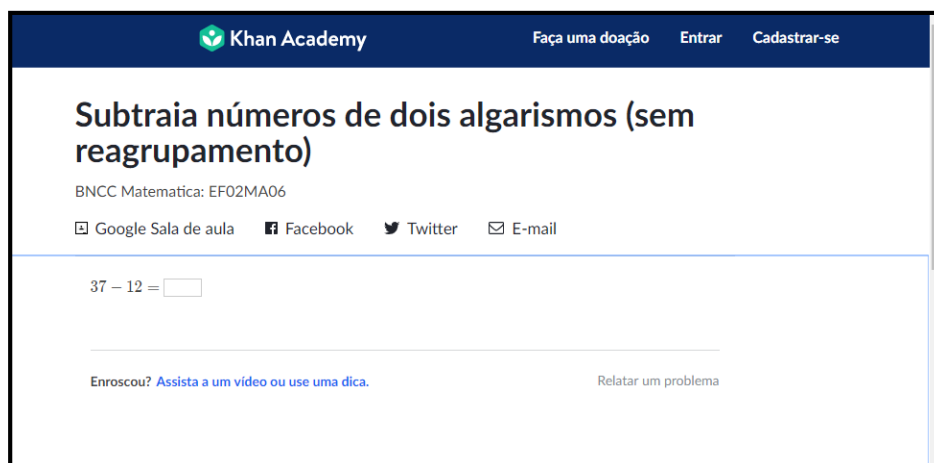 Khan Academy Faça uma doação Entrar Cadastrar-se
Subtraia números de dois algarismos (sem
reagrupamento)
BNCC Matematica: EF02MA06
Google Sala de aula Facebook Twitter E-mail
37 − 12 =
Enroscou? Assista a um vídeo ou use uma dica. Relatar um problema